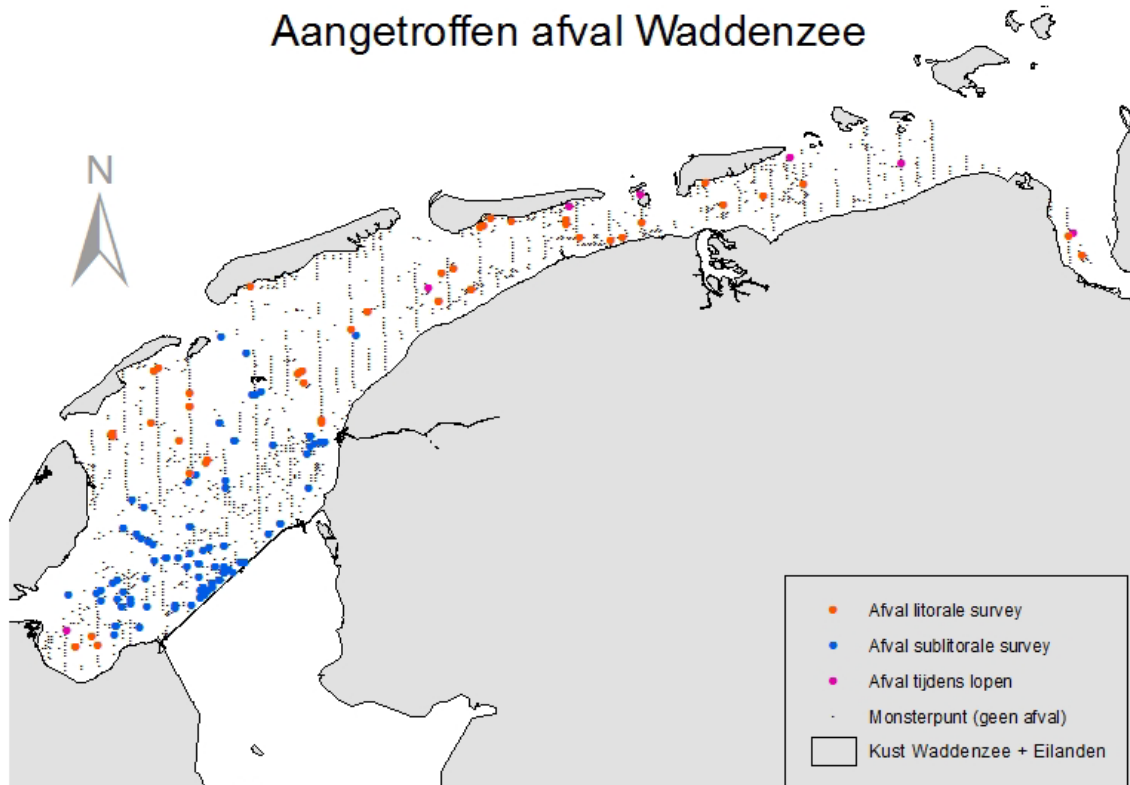 Aangetroffen afval Waddenzee
N
Afval litorale survey
Afval sublitorale survey
Afval tijdens lopen
Monsterpunt (geen afval)
Kust Waddenzee + Eilanden